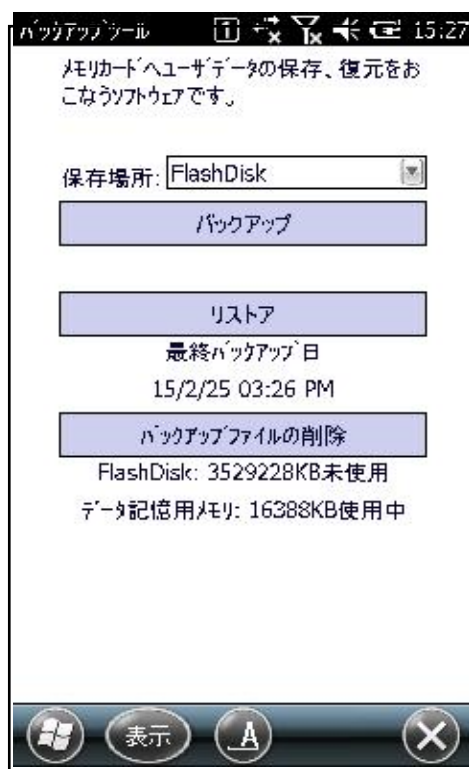 ﾊﾞｯｸｱｯﾌﾟﾂｰﾙ 15:27
ﾒﾓﾘｶｰﾄﾞへﾕｰｻﾞﾃﾞｰﾀの保存、復元をお
こなうｿﾌﾄｳｪｱです。
保存場所: FlashDisk
バックアップ
リストア
最終ﾊﾞｯｸｱｯﾌﾟ日
15/2/25 03:26 PM
ﾊﾞｯｸｱｯﾌﾟﾌｧｲﾙの削除
FlashDisk: 3529228KB未使用
ﾃﾞｰﾀ記憶用ﾒﾓﾘ: 16388KB使用中
表示 A